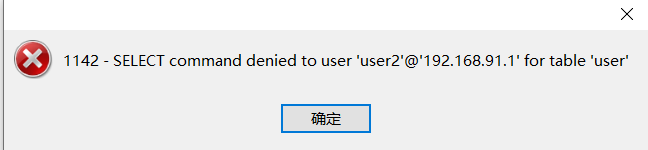 1142 - SELECT command denied to user 'user2'@'192.168.91.1' for table 'user'
确定